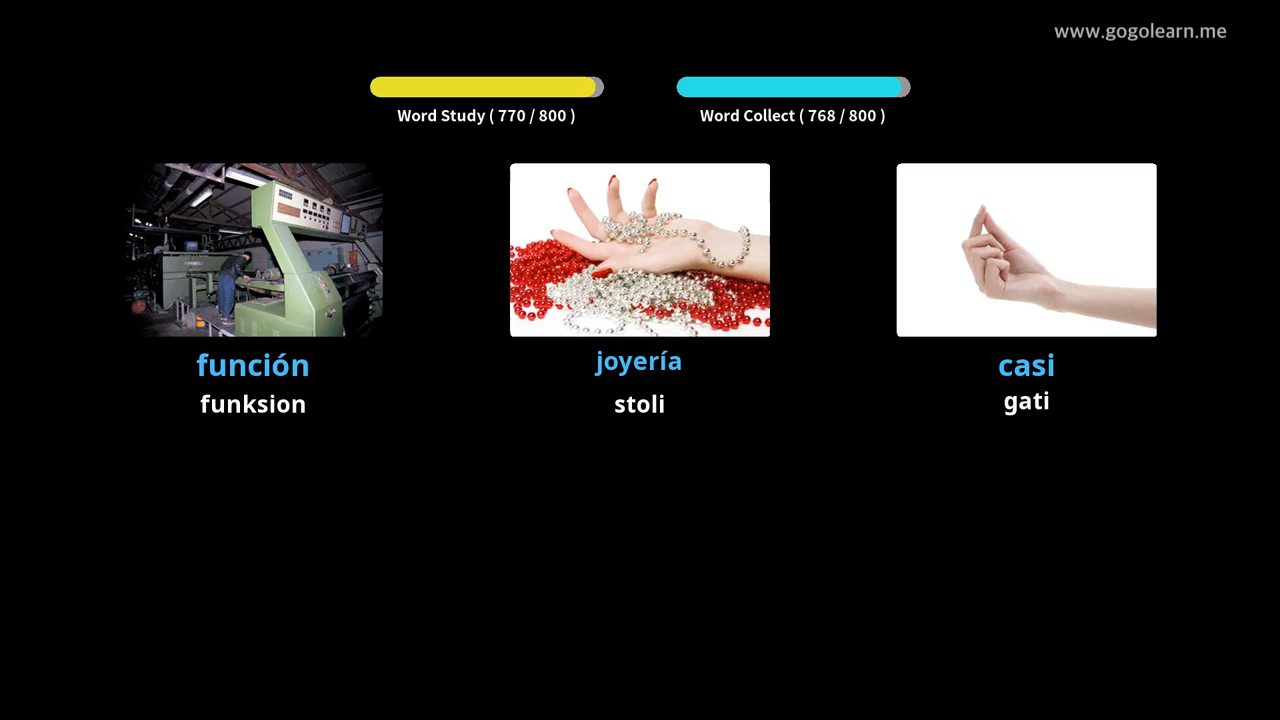 www.gogolearn.me
Word Study ( 770 / 800 )
Word Collect ( 768 / 800 )
función
funksion
joyería
stoli
casi
gati